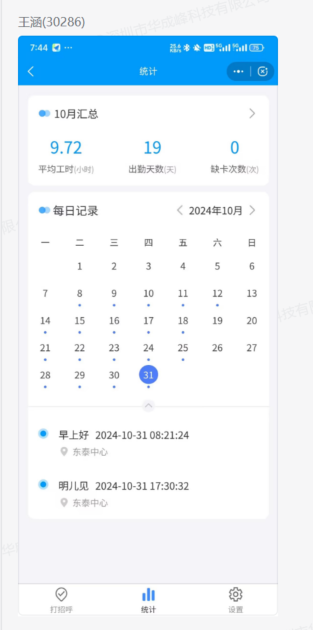 王涵(30286)
7:44
统计
10月汇总
9.72 19 0
平均工时(小时) 出勤天数(天) 缺卡次数(次)
每日记录 2024年10月
一 二 三 四 五 六 日
1 2 3 4 5 6
7 8 9 10 11 12 13
14 15 16 17 18 19 20
21 22 23 24 25 26 27
28 29 30 31
早上好 2024-10-31 08:21:24
东泰中心
明儿见 2024-10-31 17:30:32
东泰中心
打招呼 统计 设置